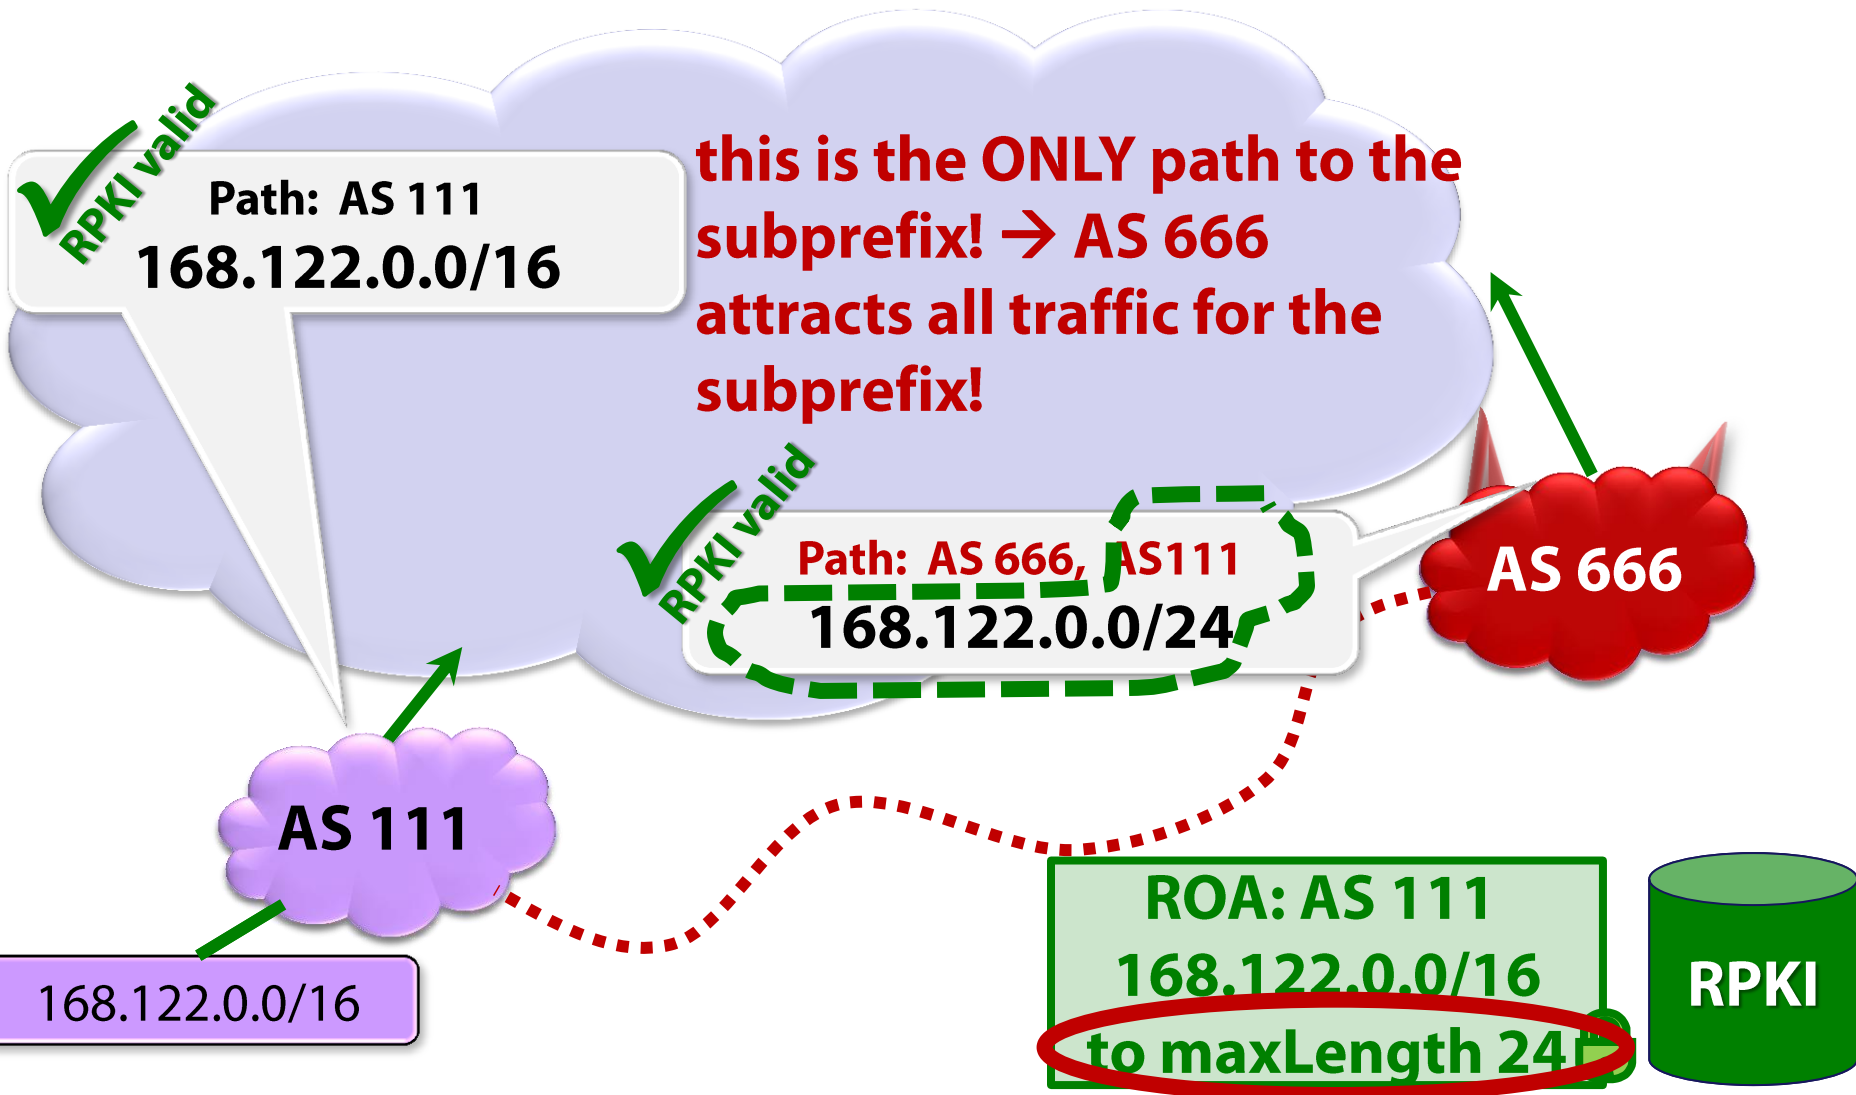 RPKI valid
Path: AS 111
168.122.0.0/16
this is the ONLY path to the
subprefix! → AS 666
attracts all traffic for the
subprefix!
RPKI valid
Path: AS 666, AS111
168.122.0.0/24
AS 666
AS 111
168.122.0.0/16
ROA: AS 111
168.122.0.0/16
to maxLength 24
RPKI